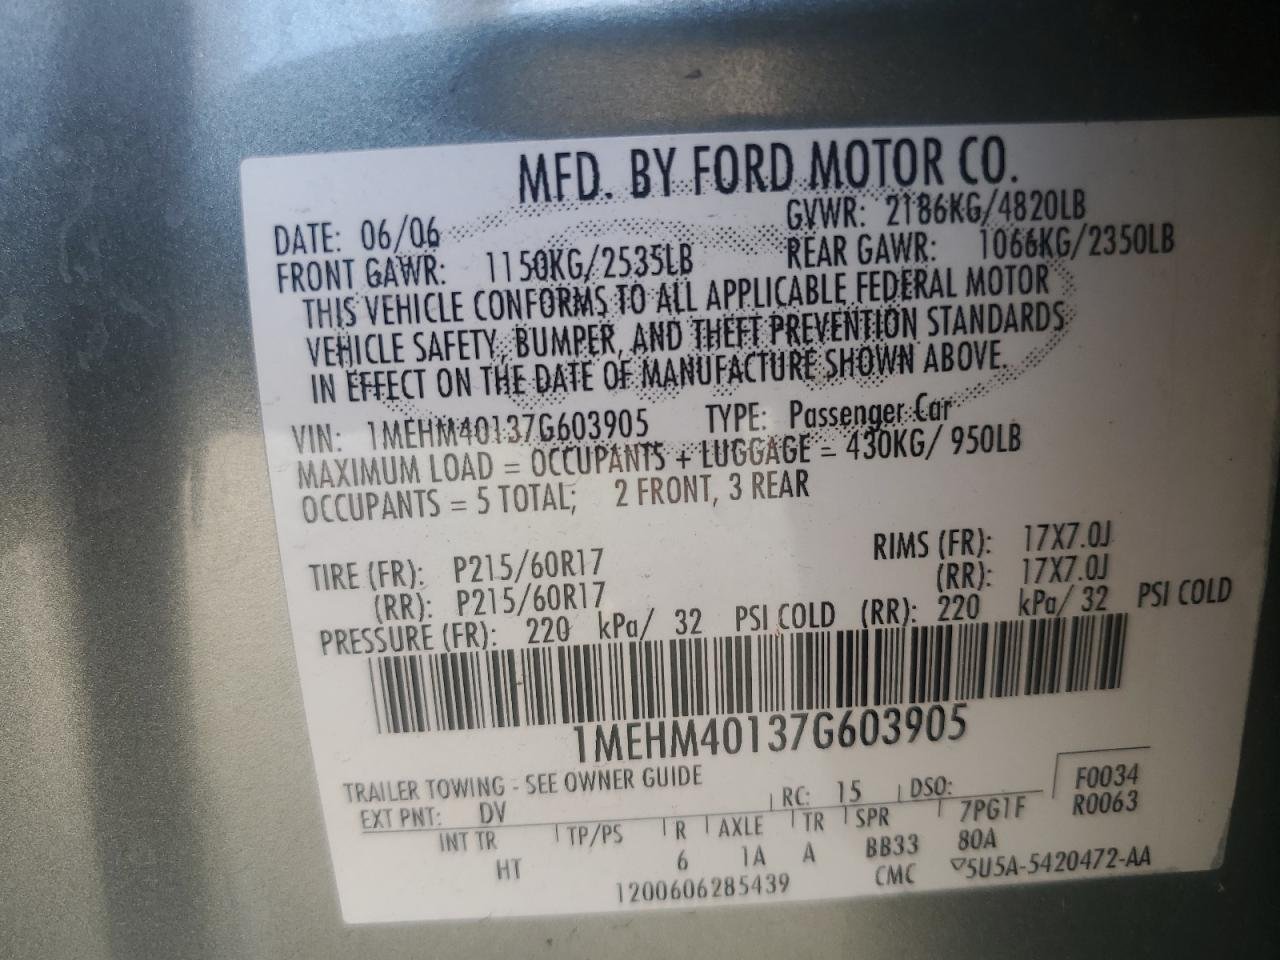 MFD. BY FORD MOTOR CO.
DATE: 06/06 GVWR: 2186KG/4820LB
FRONT GAWR: 1150KG/2535LB REAR GAWR: 1066KG/2350LB
THIS VEHICLE CONFORMS TO ALL APPLICABLE FEDERAL MOTOR
VEHICLE SAFETY, BUMPER, AND THEFT PREVENTION STANDARDS
IN EFFECT ON THE DATE OF MANUFACTURE SHOWN ABOVE.
VIN: 1MEHM40137G603905 TYPE: Passenger Car
MAXIMUM LOAD = OCCUPANTS + LUGGAGE = 430KG/ 950LB
OCCUPANTS = 5 TOTAL; 2 FRONT, 3 REAR
TIRE (FR): P215/60R17 RIMS (FR): 17X7.0J
(RR): P215/60R17 (RR): 17X7.0J
PRESSURE (FR): 220 kPa/ 32 PSI COLD (RR): 220 kPa/ 32 PSI COLD
1MEHM40137G603905
TRAILER TOWING - SEE OWNER GUIDE
EXT PNT: DV RC: 15 DSO: F0034
INT TR TP/PS R AXLE TR SPR 7PG1F R0063
HT 6 1A A BB33 80A
1200606285439 CMC ▽5U5A-5420472-AA